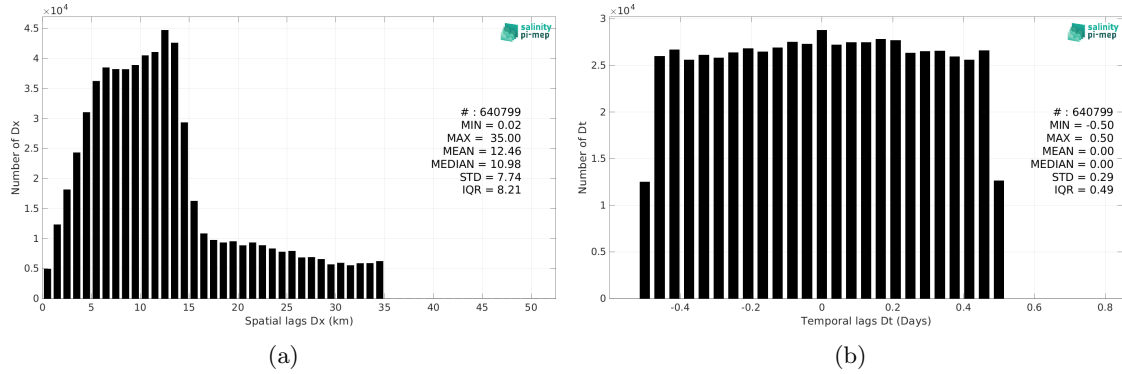 ×10⁴
4.5
4
3.5
3
2.5
2
1.5
1
0.5
0
Number of Dx
salinity
pi-mep
# : 640799
MIN = 0.02
MAX = 35.00
MEAN = 12.46
MEDIAN = 10.98
STD = 7.74
IQR = 8.21
0 5 10 15 20 25 30 35 40 45 50
Spatial lags Dx (km)
(a)
×10⁴
3
2.5
2
1.5
1
0.5
0
Number of Dt
salinity
pi-mep
# : 640799
MIN = -0.50
MAX = 0.50
MEAN = 0.00
MEDIAN = 0.00
STD = 0.29
IQR = 0.49
-0.4 -0.2 0 0.2 0.4 0.6 0.8
Temporal lags Dt (Days)
(b)